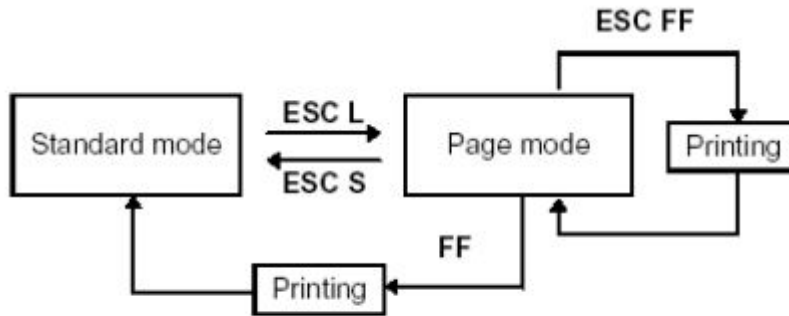 ESC FF
Standard mode
ESC L
ESC S
Page mode
Printing
FF
Printing